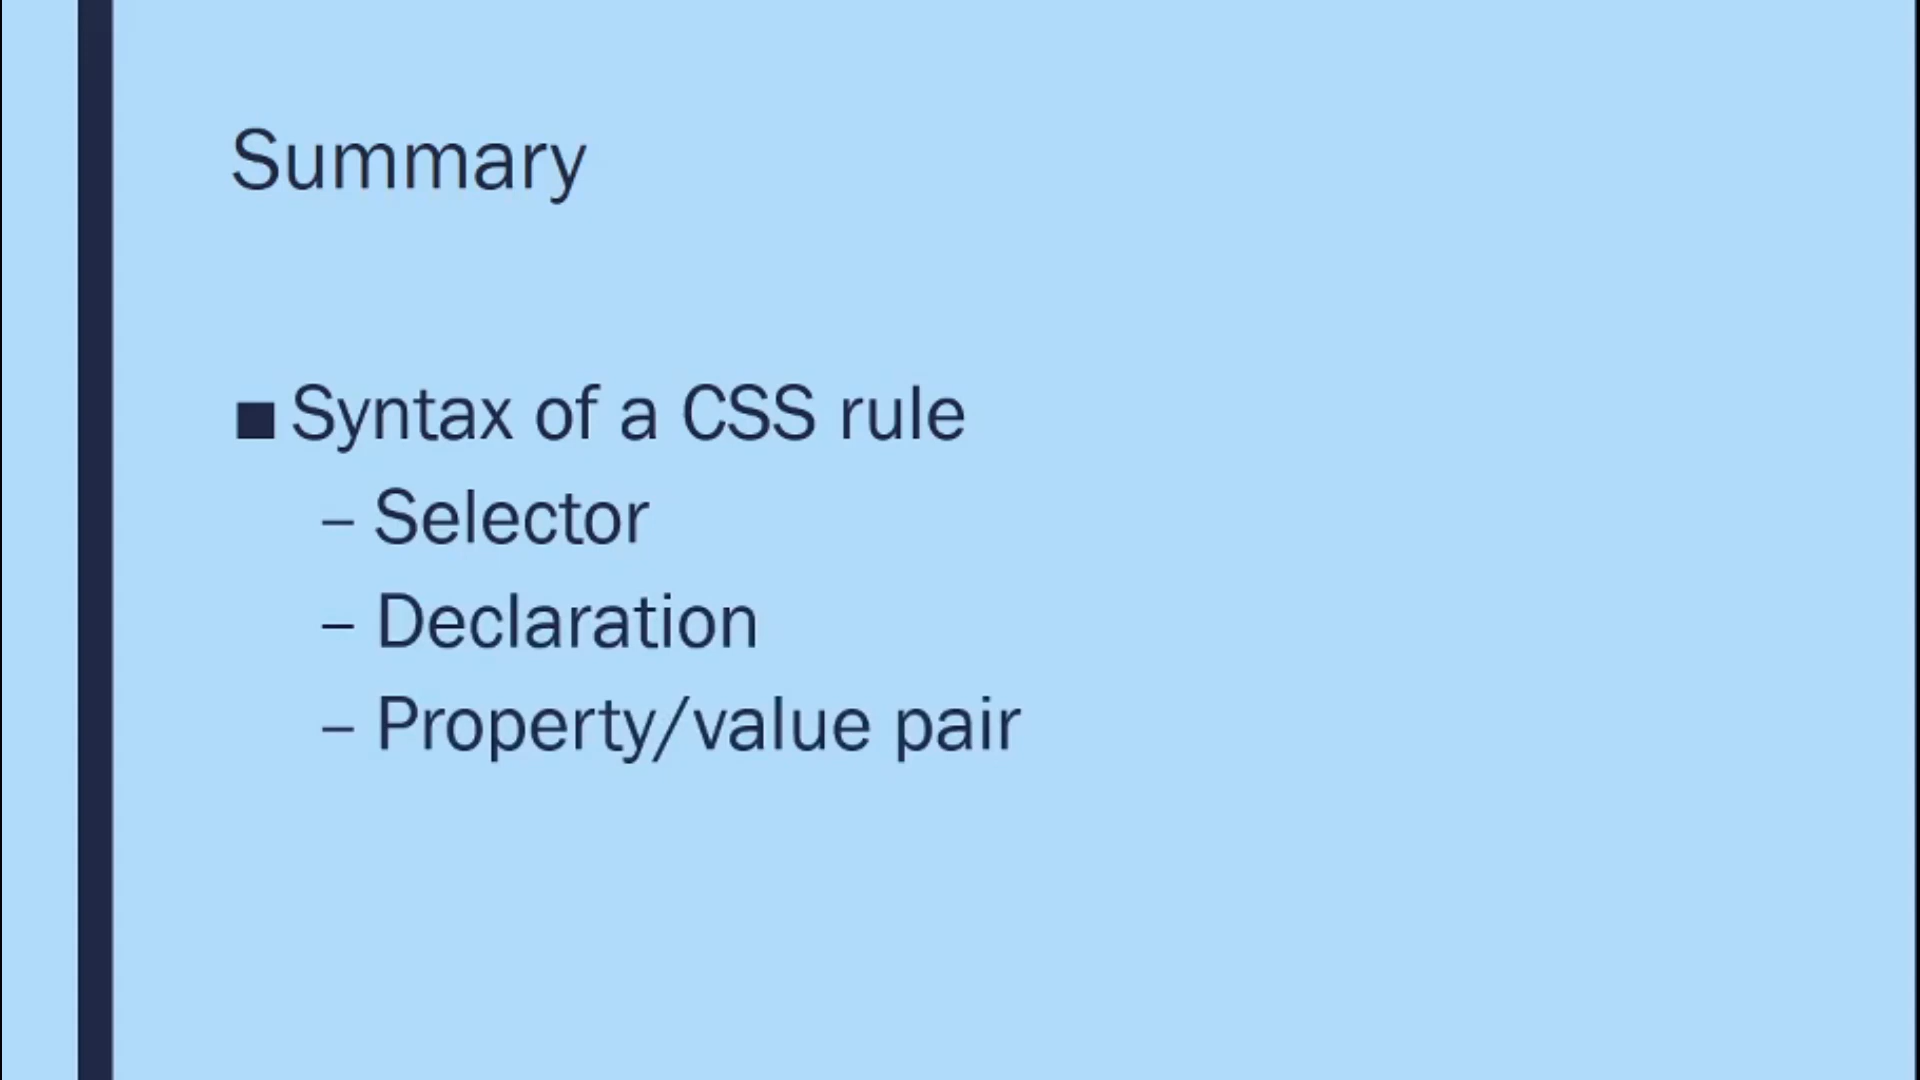 Summary
■ Syntax of a CSS rule
– Selector
– Declaration
– Property/value pair